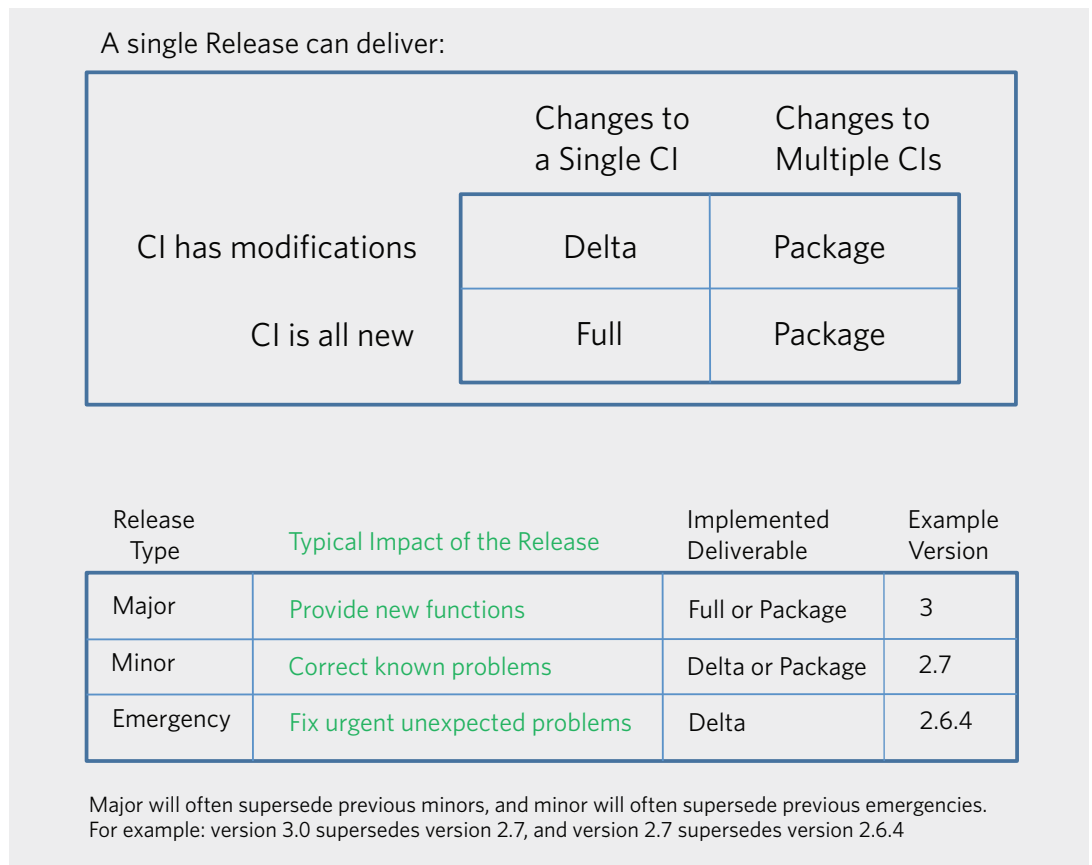 A single Release can deliver:
Changes to
a Single CI
Changes to
Multiple CIs
CI has modifications
Delta
Package
CI is all new
Full
Package
Release
Type
Typical Impact of the Release
Implemented
Deliverable
Example
Version
Major
Provide new functions
Full or Package
3
Minor
Correct known problems
Delta or Package
2.7
Emergency
Fix urgent unexpected problems
Delta
2.6.4
Major will often supersede previous minors, and minor will often supersede previous emergencies.
For example: version 3.0 supersedes version 2.7, and version 2.7 supersedes version 2.6.4